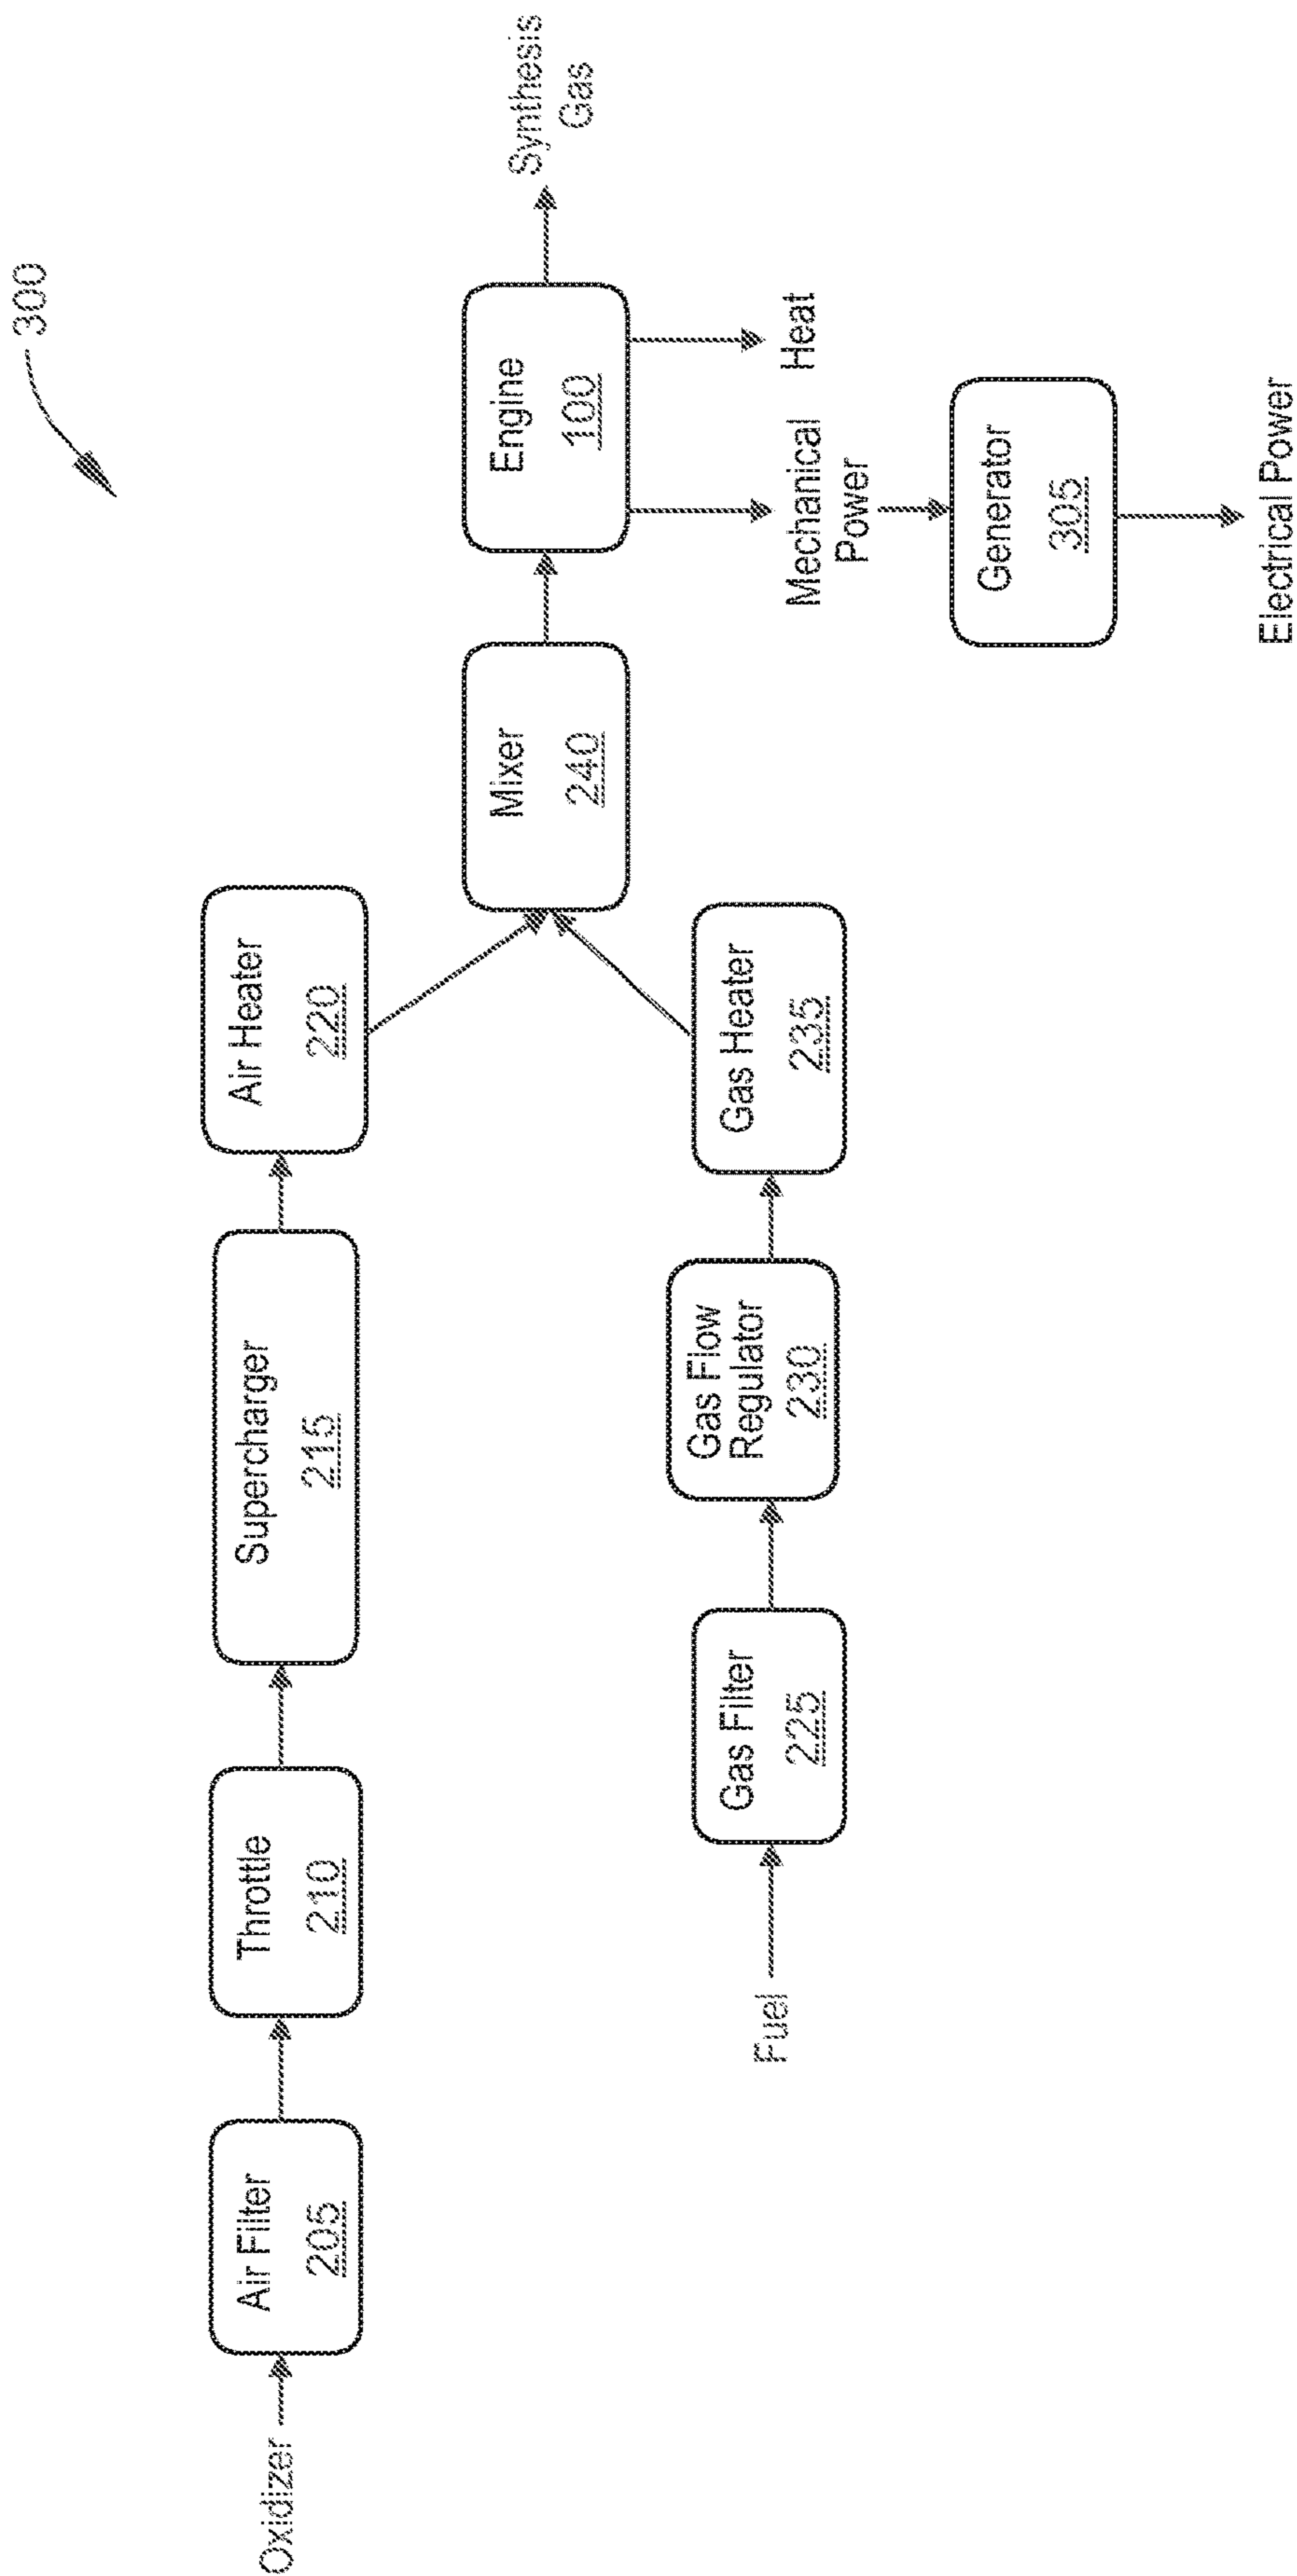 300
Oxidizer
Air Filter
205
Throttle
210
Supercharger
215
Air Heater
220
Fuel
Gas Filter
225
Gas Flow
Regulator
230
Gas Heater
235
Mixer
240
Engine
100
Synthesis
Gas
Mechanical
Power
Heat
Generator
305
Electrical Power